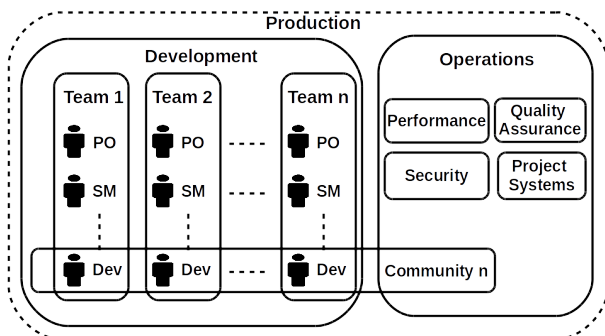 Production
Development
Operations
Team 1
Team 2
Team n
Performance
Quality
Assurance
PO
PO
PO
Security
Project
Systems
SM
SM
SM
Dev
Dev
Dev
Community n